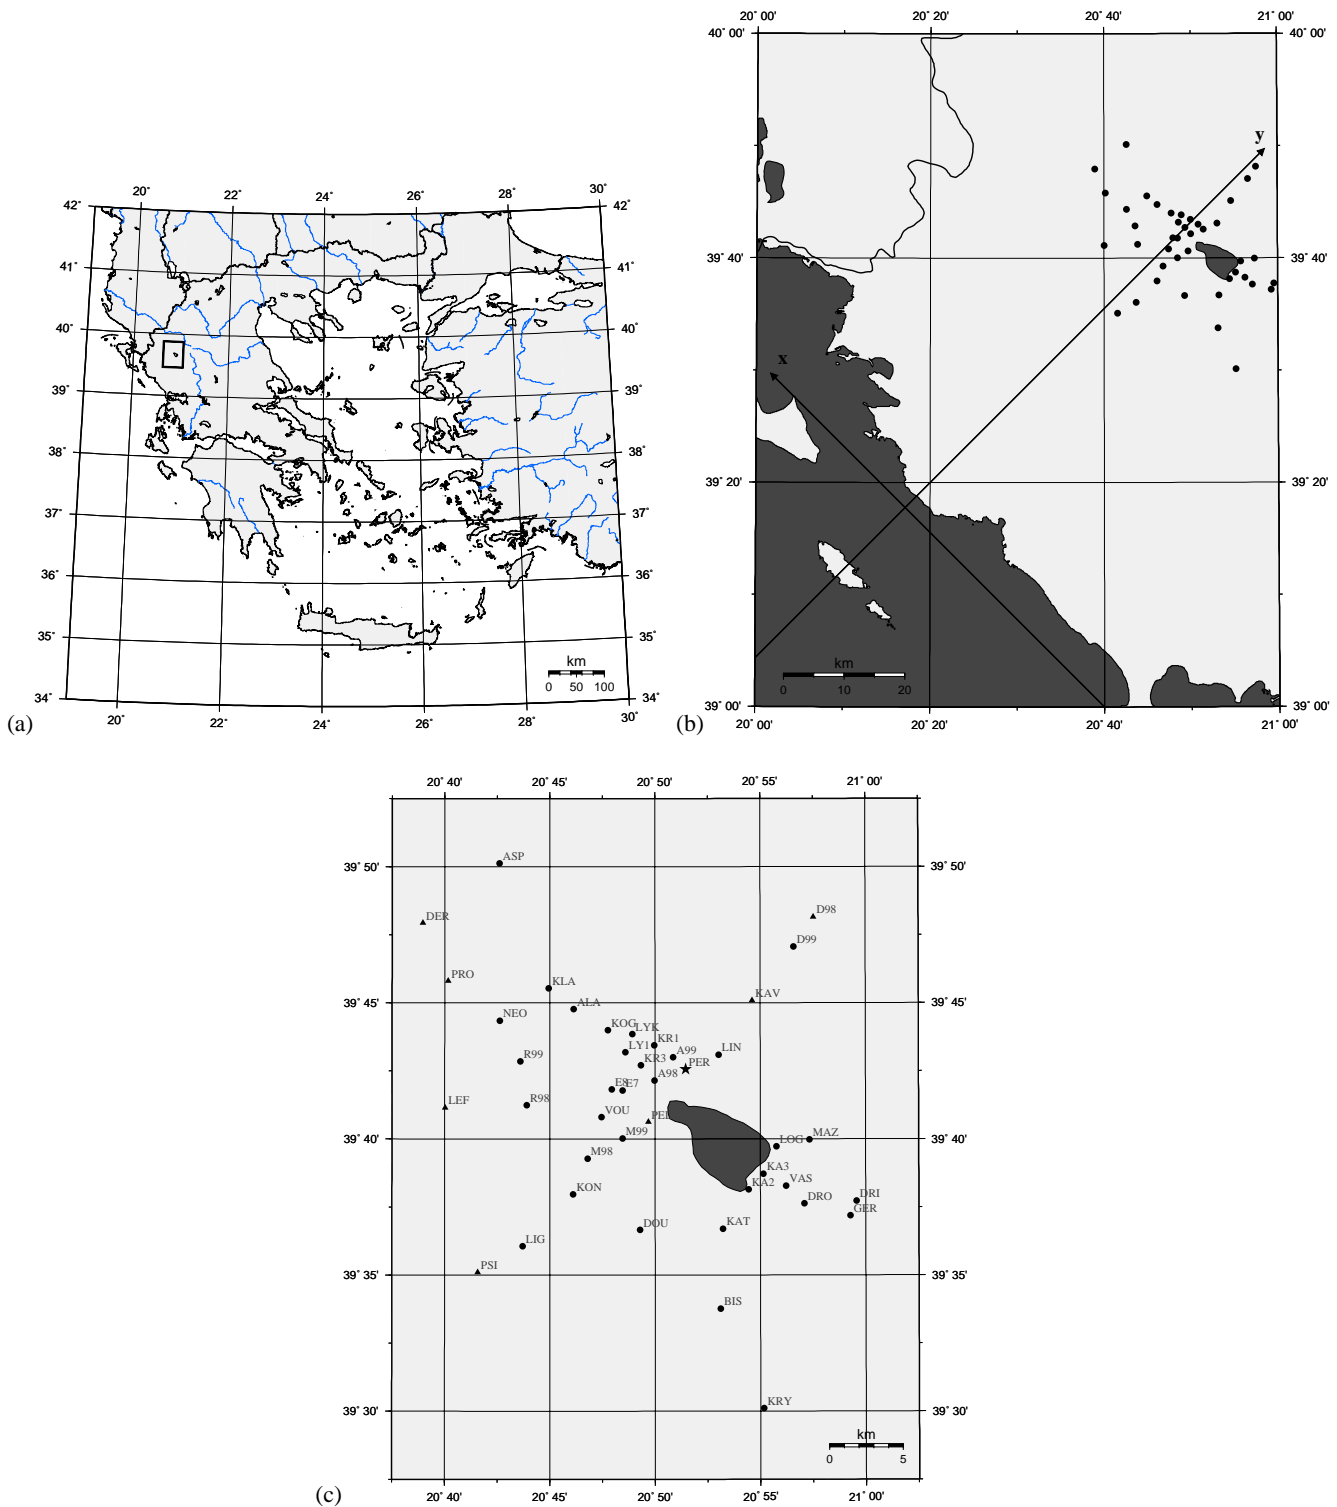 20˚ 00' 20˚ 20' 20˚ 40' 21˚ 00'
40˚ 00' 40˚ 00'
y
39˚ 40' 39˚ 40'
x
39˚ 20' 39˚ 20'
km
0 10 20
39˚ 00' 39˚ 00'
20˚ 00' 20˚ 20' 20˚ 40' 21˚ 00'
(b)
20˚ 22˚ 24˚ 26˚ 28˚ 30˚
42˚ 42˚
41˚ 41˚
40˚ 40˚
39˚ 39˚
38˚ 38˚
37˚ 37˚
36˚ 36˚
35˚ 35˚
km
0 50 100
34˚ 34˚
20˚ 22˚ 24˚ 26˚ 28˚ 30˚
(a)
20˚ 40' 20˚ 45' 20˚ 50' 20˚ 55' 21˚ 00'
39˚ 50' 39˚ 50'
ASP
DER D98
D99
PRO
KLA KAV
39˚ 45' 39˚ 45'
ALA
NEO KOG LYK
KR1
LY1 A99 LIN
R99 KR3 PER
A98
E8 E7
LEF R98
VOU
M99
39˚ 40' 39˚ 40'
MAZ
LOG
M98
KA3
KON KA2 VAS
DRO DRI
GER
DOU KAT
LIG
PSI
39˚ 35' 39˚ 35'
BIS
KRY
39˚ 30' 39˚ 30'
km
0 5
20˚ 40' 20˚ 45' 20˚ 50' 20˚ 55' 21˚ 00'
(c)